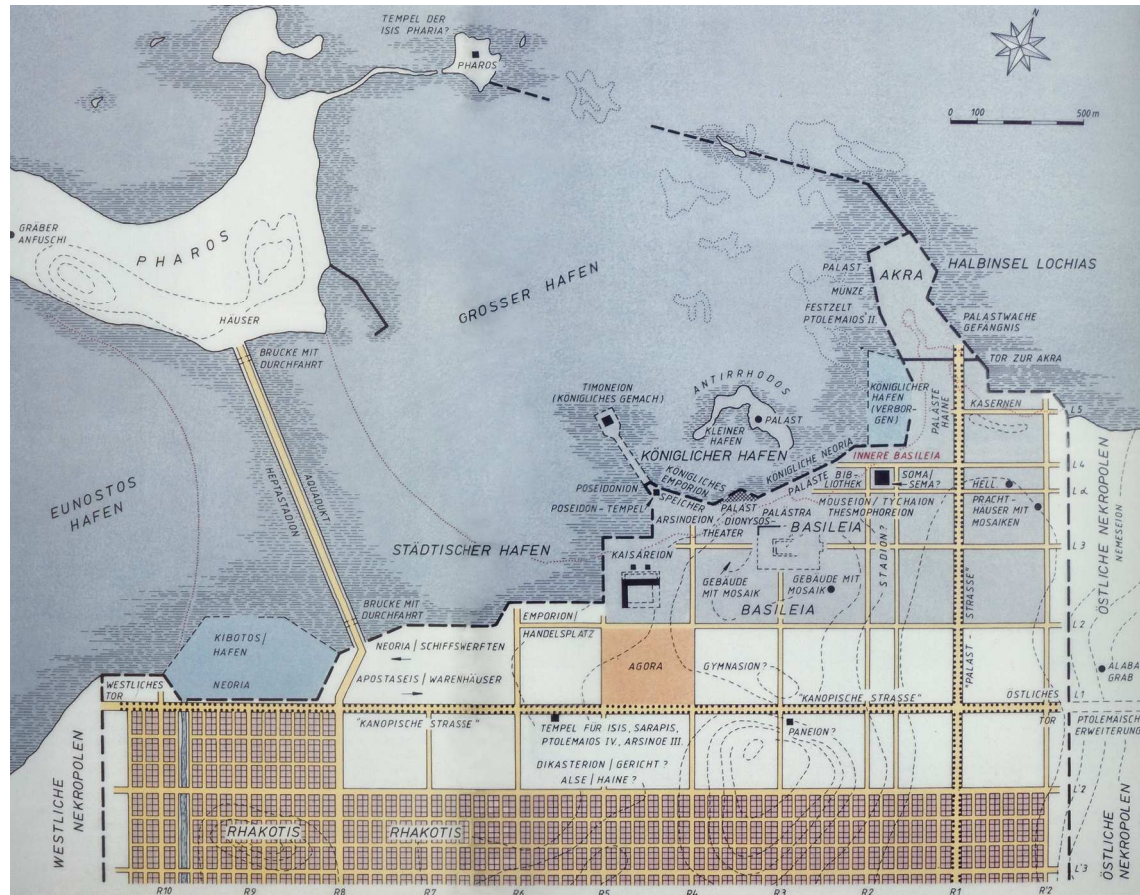 TEMPEL DER
ISIS PHARIA?
PHAROS
N
0 100 500 m
GRÄBER
ANFUSCHI
PHAROS
HÄUSER
GROSSER HAFEN
PALAST
MÜNZE
FESTZELT
PTOLEMAIOS II.
AKRA
HALBINSEL LOCHIAS
PALASTWACHE
GEFÄNGNIS
TOR ZUR AKRA
BRÜCKE MIT
DURCHFAHRT
TIMONEION
(KÖNIGLICHES GEMACH)
ANTIRRHODOS
PALAST
KLEINER
HAFEN
KÖNIGLICHER HAFEN
KÖNIGLICHER
HAFEN
(VERBOR-
GEN)
PALÄSTE
HAINE
KASERNEN
L5
INNERE BASILEIA
HEPTASTADION
AQUÄDUKT
EUNOSTOS
HAFEN
KÖNIGLICHES
EMPORION
KÖNIGLICHE NEORIA
PALÄSTE
BIB-
LIOTHEK
SOMA/
SEMA?
L4
HELL.
Lα
POSEIDONION
SPEICHER
POSEIDON-TEMPEL
ARSINOEION
PALAST
DIONYSOS-
THEATER
PALÄSTRA
BASILEIA
MOUSEION/TYCHAION
THESMOPHOREION
PRACHT-
HÄUSER MIT
MOSAIKEN
STÄDTISCHER HAFEN
KAISAREION
GEBÄUDE
MIT MOSAIK
GEBÄUDE MIT
MOSAIK
STADION?
L3
BASILEIA
"PALAST-
STRASSE"
ÖSTLICHE NEKROPOLEN
NEMESEION
BRÜCKE MIT
DURCHFAHRT
EMPORION/
HANDELSPLATZ
L2
KIBOTOS/
HAFEN
NEORIA
NEORIA/SCHIFFSWERFTEN
APOSTASEIS/WARENHÄUSER
AGORA
GYMNASION?
ALABA
GRAB
WESTLICHES
TOR
"KANOPISCHE STRASSE"
"KANOPISCHE STRASSE"
ÖSTLICHES
TOR
L1
PTOLEMÄISCH
ERWEITERUNG
TEMPEL FÜR ISIS, SARAPIS,
PTOLEMAIOS IV., ARSINOE III.
PANEION?
DIKASTERION/GERICHT?
ALSE/HAINE?
WESTLICHE
NEKROPOLEN
L'2
RHAKOTIS
RHAKOTIS
ÖSTLICHE
NEKROPOLEN
L'3
R10 R9 R8 R7 R6 R5 R4 R3 R2 R1 R'2